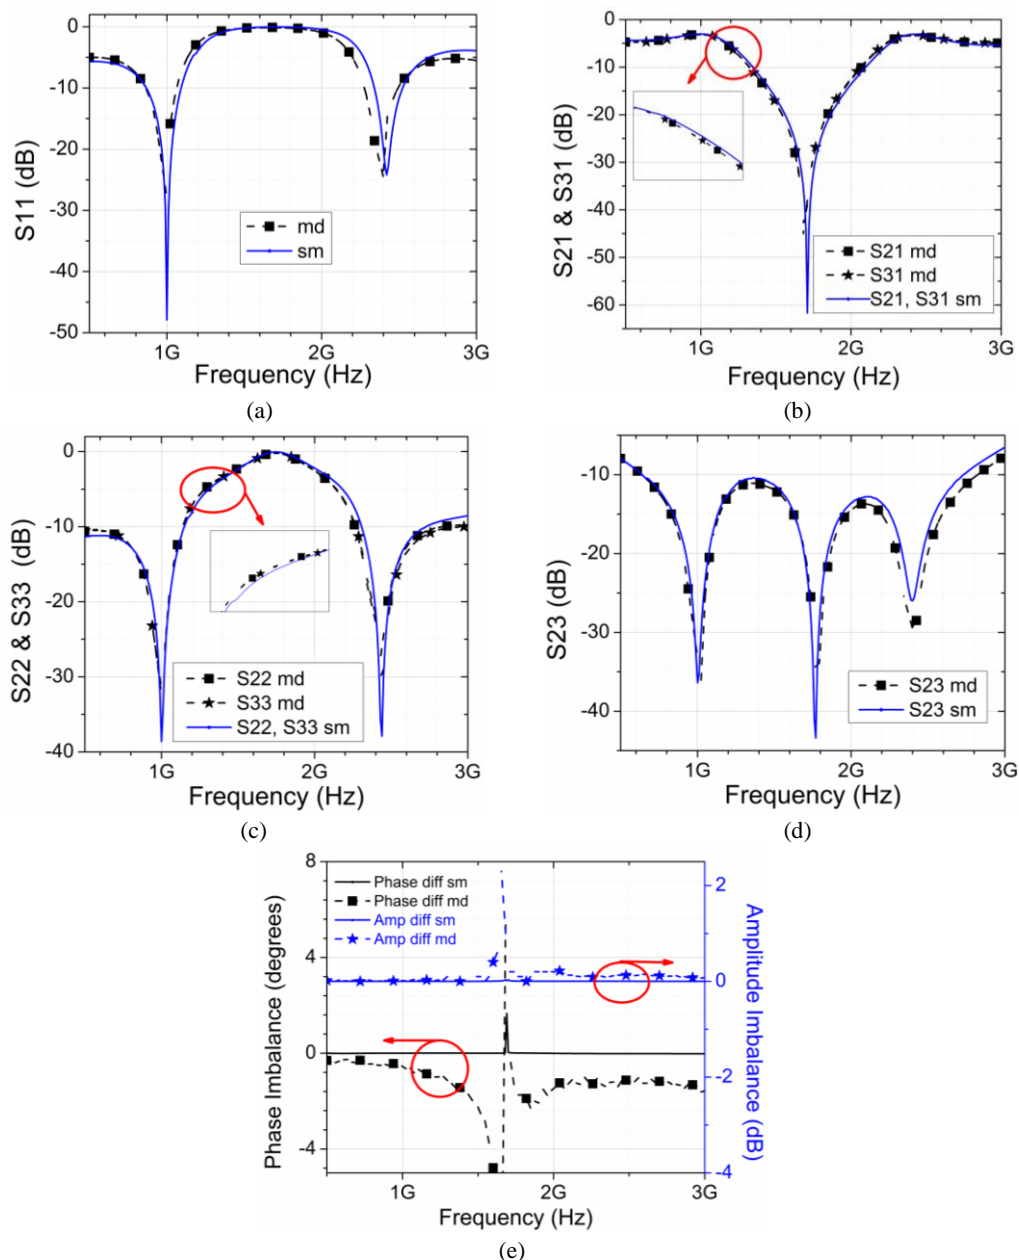 0
-10
-20
-30
-40
-50
S11 (dB)
md
sm
1G 2G 3G
Frequency (Hz)
(a)
0
-10
-20
-30
-40
-50
-60
S21 & S31 (dB)
S21 md
S31 md
S21, S31 sm
1G 2G 3G
Frequency (Hz)
(b)
0
-10
-20
-30
-40
S22 & S33 (dB)
S22 md
S33 md
S22, S33 sm
1G 2G 3G
Frequency (Hz)
(c)
-10
-20
-30
-40
S23 (dB)
S23 md
S23 sm
1G 2G 3G
Frequency (Hz)
(d)
8
4
0
-4
Phase Imbalance (degrees)
Phase diff sm
Phase diff md
Amp diff sm
Amp diff md
2
0
-2
-4
Amplitude Imbalance (dB)
1G 2G 3G
Frequency (Hz)
(e)